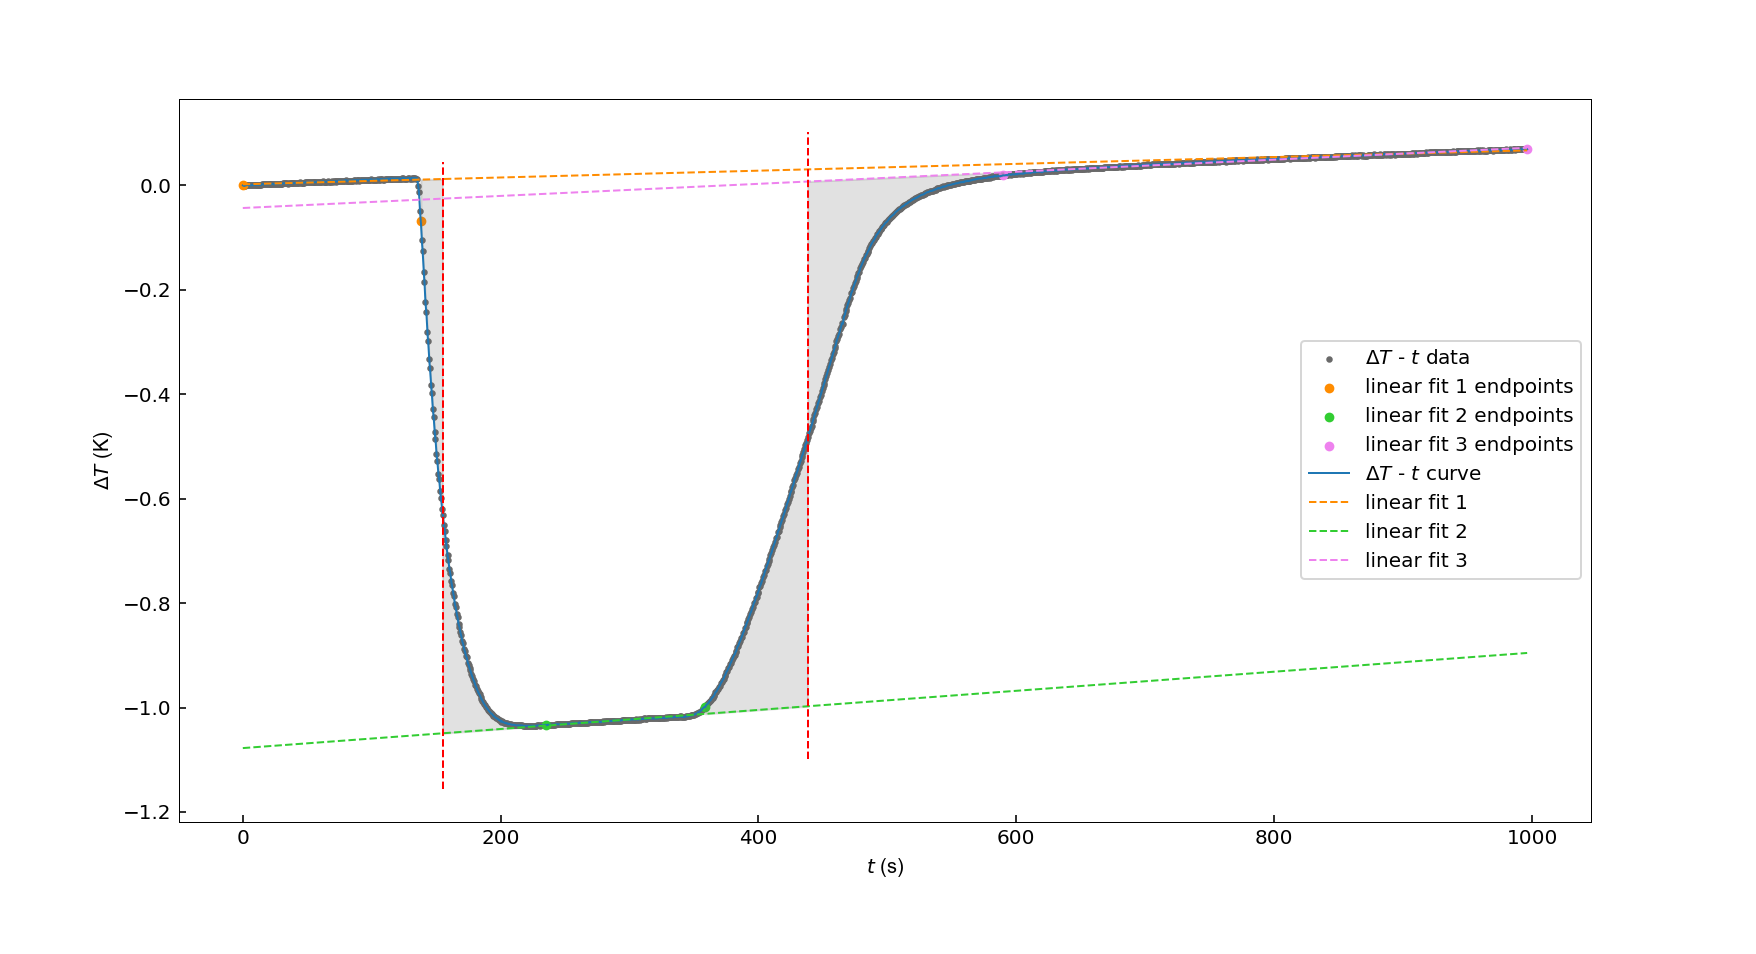 0.0
−0.2
−0.4
−0.6
−0.8
−1.0
−1.2
ΔT (K)
0 200 400 600 800 1000
t (s)
ΔT - t data
linear fit 1 endpoints
linear fit 2 endpoints
linear fit 3 endpoints
ΔT - t curve
linear fit 1
linear fit 2
linear fit 3